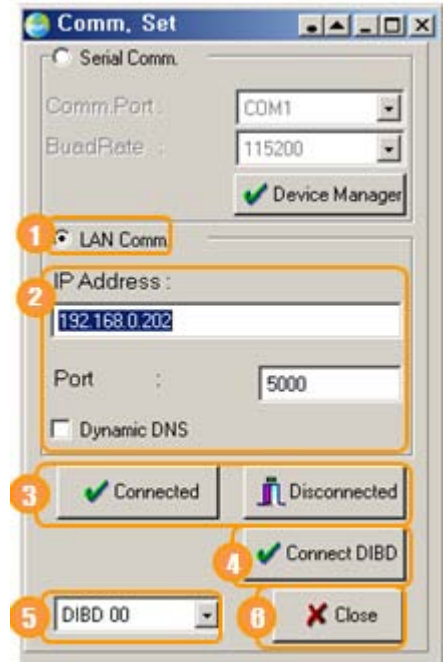 Comm, Set
Serial Comm.
Comm.Port : COM1
BuadRate : 115200
Device Manager
1 LAN Comm.
2 IP Address :
192.168.0.202
Port : 5000
Dynamic DNS
3 Connected Disconnected
4 Connect DIBD
5 DIBD 00 6 Close